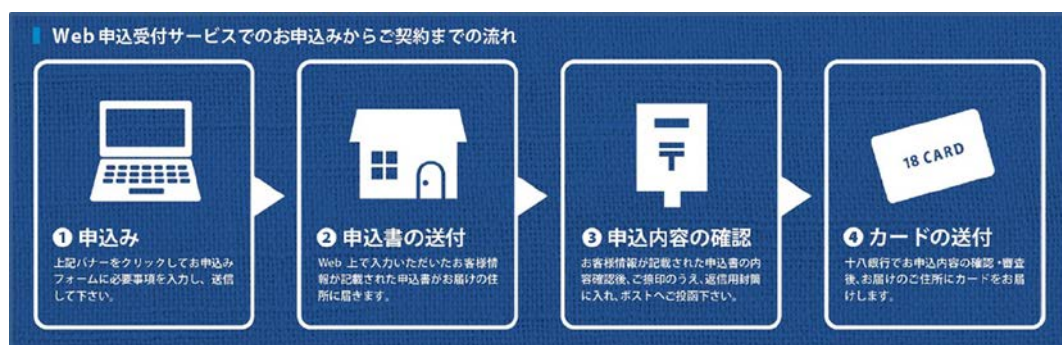 Web 申込受付サービスでのお申込みからご契約までの流れ
❶ 申込み
上記バナーをクリックしてお申込み
フォームに必要事項を入力し、送信
して下さい。
❷ 申込書の送付
Web 上で入力いただいたお客様情
報が記載された申込書がお届けの住
所に届きます。
〒
❸ 申込内容の確認
お客様情報が記載された申込書の内
容確認後、ご捺印のうえ、返信用封筒
に入れ、ポストへご投函下さい。
18 CARD
❹ カードの送付
十八銀行でお申込内容の確認・審査
後、お届けのご住所にカードをお届
けします。